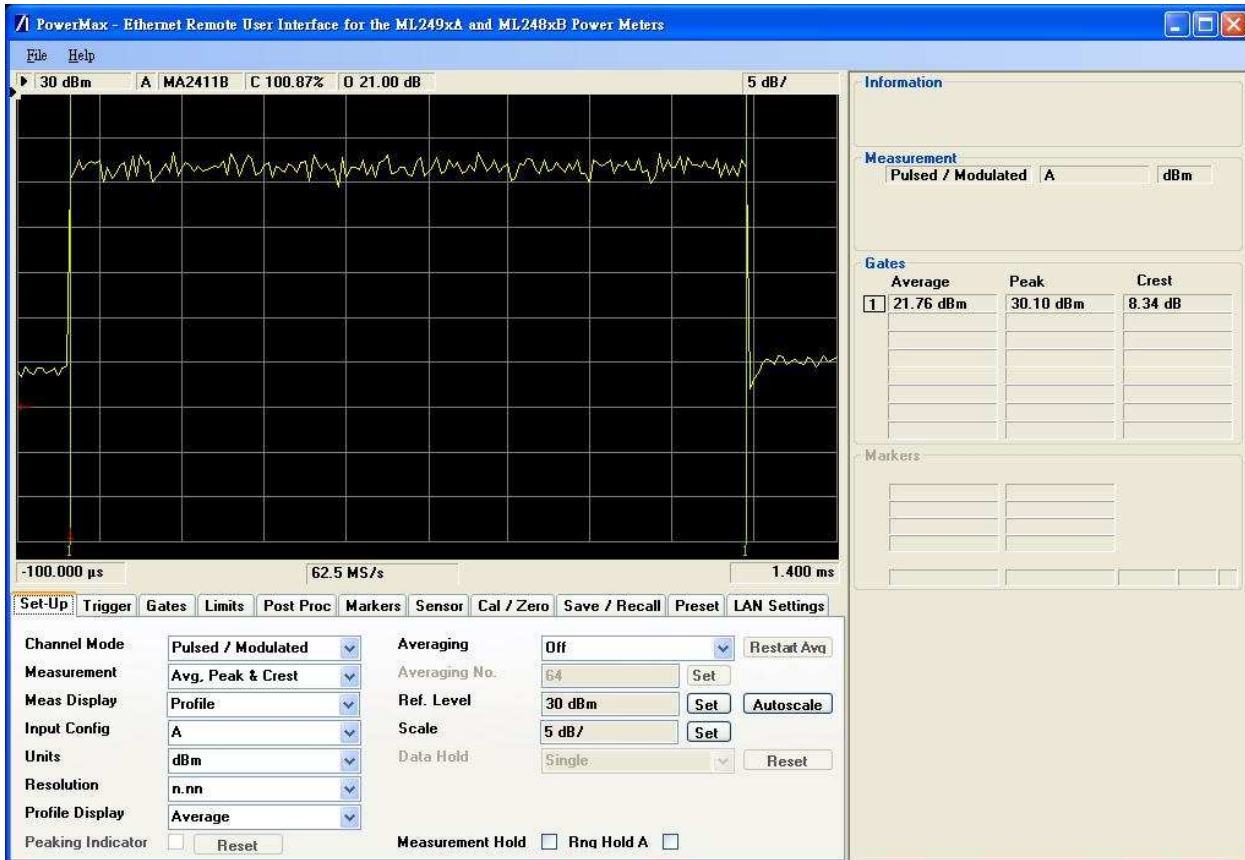 PowerMax - Ethernet Remote User Interface for the ML249xA and ML248xB Power Meters
File Help
30 dBm A MA2411B C 100.87% O 21.00 dB 5 dB/
1 1
-100.000 µs 62.5 MS/s 1.400 ms
Information
Measurement
Pulsed / Modulated A dBm
Gates
Average Peak Crest
1 21.76 dBm 30.10 dBm 8.34 dB
Markers
Set-Up Trigger Gates Limits Post Proc Markers Sensor Cal / Zero Save / Recall Preset LAN Settings
Channel Mode Pulsed / Modulated Averaging Off Restart Avg
Measurement Avg, Peak & Crest Averaging No. 64 Set
Meas Display Profile Ref. Level 30 dBm Set Autoscale
Input Config A Scale 5 dB/ Set
Units dBm Data Hold Single Reset
Resolution n.nn
Profile Display Average
Peaking Indicator Reset Measurement Hold Rng Hold A